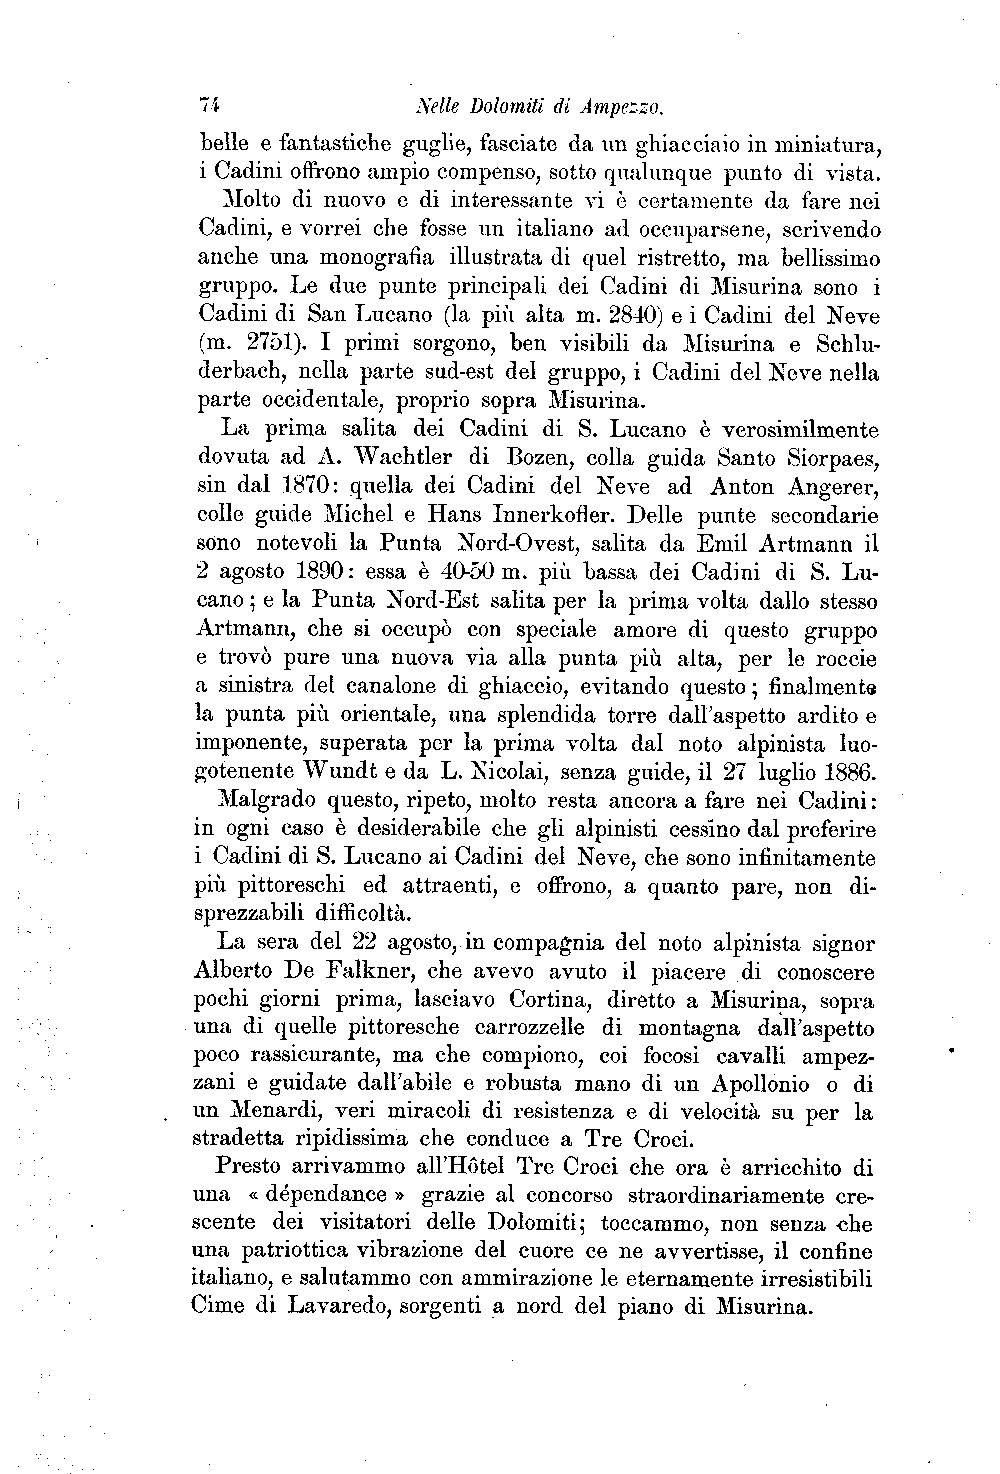 74 Nelle Dolomiti di Ampezzo.
belle e fantastiche guglie, fasciate da un ghiacciaio in miniatura,
i Cadini offrono ampio compenso, sotto qualunque punto di vista.
Molto di nuovo e di interessante vi è certamente da fare nei
Cadini, e vorrei che fosse un italiano ad occuparsene, scrivendo
anche una monografia illustrata di quel ristretto, ma bellissimo
gruppo. Le due punte principali dei Cadini di Misurina sono i
Cadini di San Lucano (la più alta m. 2840) e i Cadini del Neve
(m. 2751). I primi sorgono, ben visibili da Misurina e Schlu-
derbach, nella parte sud-est del gruppo, i Cadini del Neve nella
parte occidentale, proprio sopra Misurina.
La prima salita dei Cadini di S. Lucano è verosimilmente
dovuta ad A. Wachtler di Bozen, colla guida Santo Siorpaes,
sin dal 1870: quella dei Cadini del Neve ad Anton Angerer,
colle guide Michel e Hans Innerkofler. Delle punte secondarie
sono notevoli la Punta Nord-Ovest, salita da Emil Artmann il
2 agosto 1890: essa è 40-50 m. più bassa dei Cadini di S. Lu-
cano; e la Punta Nord-Est salita per la prima volta dallo stesso
Artmann, che si occupò con speciale amore di questo gruppo
e trovò pure una nuova via alla punta più alta, per le roccie
a sinistra del canalone di ghiaccio, evitando questo; finalmente
la punta più orientale, una splendida torre dall'aspetto ardito e
imponente, superata per la prima volta dal noto alpinista luo-
gotenente Wundt e da L. Nicolai, senza guide, il 27 luglio 1886.
Malgrado questo, ripeto, molto resta ancora a fare nei Cadini:
in ogni caso è desiderabile che gli alpinisti cessino dal preferire
i Cadini di S. Lucano ai Cadini del Neve, che sono infinitamente
più pittoreschi ed attraenti, e offrono, a quanto pare, non di-
sprezzabili difficoltà.
La sera del 22 agosto, in compagnia del noto alpinista signor
Alberto De Falkner, che avevo avuto il piacere di conoscere
pochi giorni prima, lasciavo Cortina, diretto a Misurina, sopra
una di quelle pittoresche carrozzelle di montagna dall'aspetto
poco rassicurante, ma che compiono, coi focosi cavalli ampez-
zani e guidate dall'abile e robusta mano di un Apollonio o di
un Menardi, veri miracoli di resistenza e di velocità su per la
stradetta ripidissima che conduce a Tre Croci.
Presto arrivammo all'Hôtel Tre Croci che ora è arricchito di
una « dépendance » grazie al concorso straordinariamente cre-
scente dei visitatori delle Dolomiti; toccammo, non senza che
una patriottica vibrazione del cuore ce ne avvertisse, il confine
italiano, e salutammo con ammirazione le eternamente irresistibili
Cime di Lavaredo, sorgenti a nord del piano di Misurina.